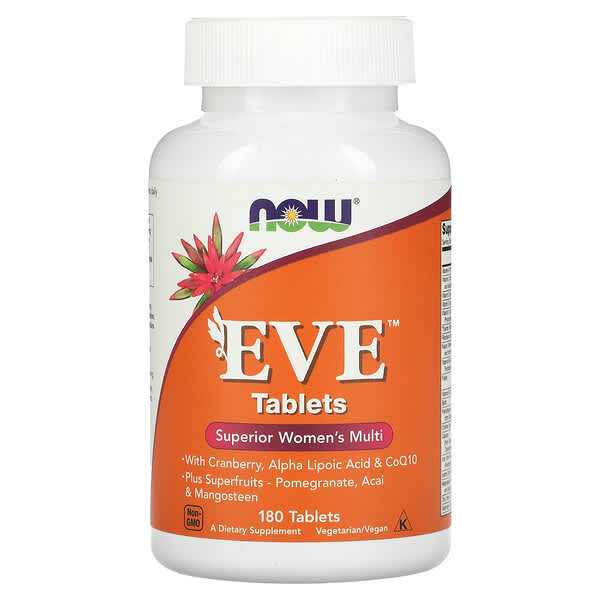 NOW®
EVE™
Tablets
Superior Women's Multi
•With Cranberry, Alpha Lipoic Acid & CoQ10
•Plus Superfruits - Pomegranate, Acai
& Mangosteen
180 Tablets
Non-
GMO
A Dietary Supplement
Vegetarian/Vegan
K